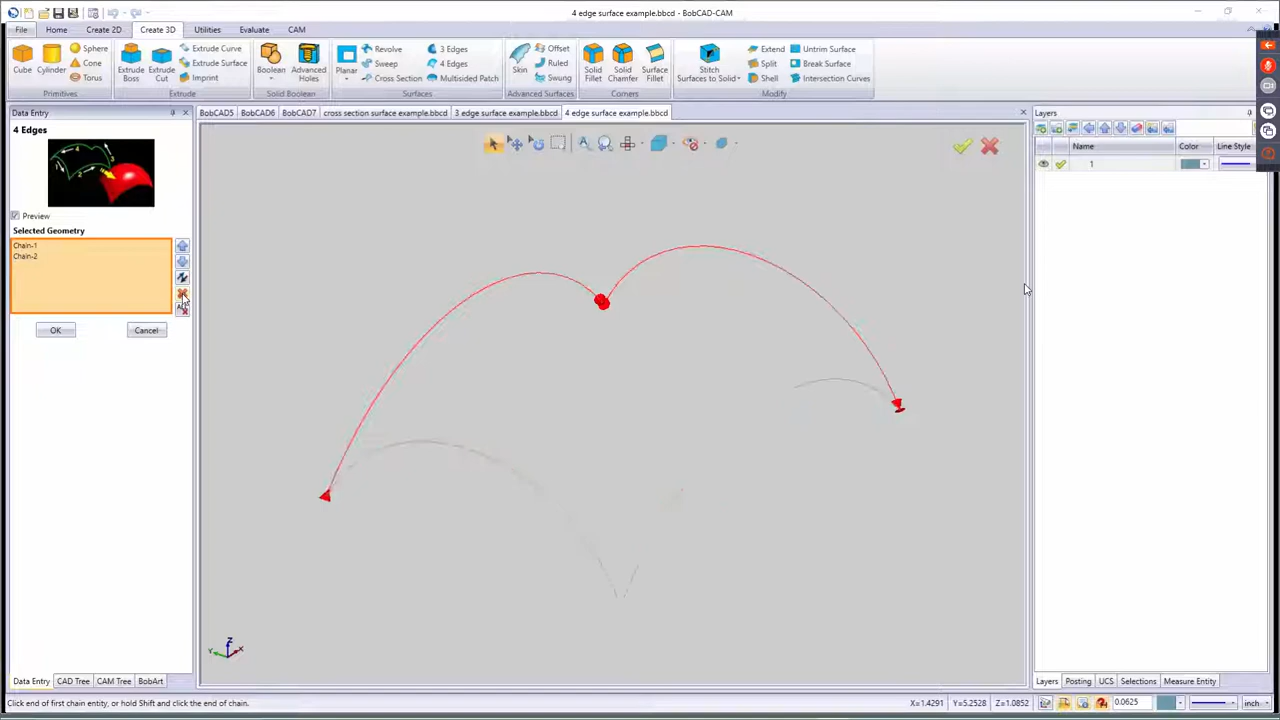 4 edge surface example.bbcd - BobCAD-CAM
File Home Create 2D Create 3D Utilities Evaluate CAM
Cube Cylinder Sphere Cone Torus
Primitives
Extrude Boss Extrude Cut Extrude Curve Extrude Surface Imprint
Extrude
Boolean Advanced Holes
Solid Boolean
Planar Revolve Sweep Cross Section 3 Edges 4 Edges Multisided Patch
Surfaces
Skin Offset Ruled Swung
Advanced Surfaces
Solid Fillet Solid Chamfer Surface Fillet
Corners
Stitch Surfaces to Solid Extend Split Shell Untrim Surface Break Surface Intersection Curves
Modify
Data Entry
BobCAD5 BobCAD6 BobCAD7 cross section surface example.bbcd 3 edge surface example.bbcd 4 edge surface example.bbcd
Layers
4 Edges
Name Color Line Style
1
Preview
Selected Geometry
Chain-1
Chain-2
OK Cancel
Z
Y X
Data Entry CAD Tree CAM Tree BobArt
Layers Posting UCS Selections Measure Entity
Click end of first chain entity, or hold Shift and click the end of chain.
X=1.4291 Y=5.2528 Z=1.0852 0.0625 inch